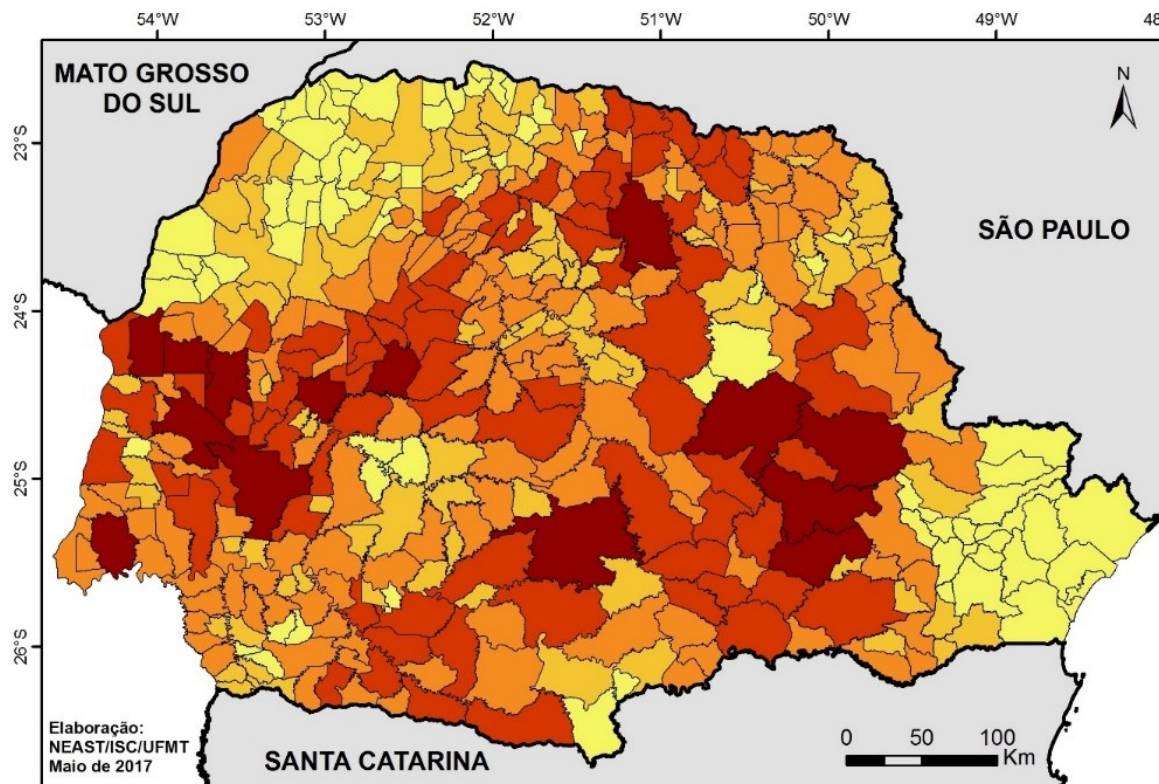 54°W 53°W 52°W 51°W 50°W 49°W 48°
MATO GROSSO
DO SUL
N
23°S
SÃO PAULO
24°S
25°S
26°S
Elaboração:
NEAST/ISC/UFMT
Maio de 2017
SANTA CATARINA
0 50 100
Km